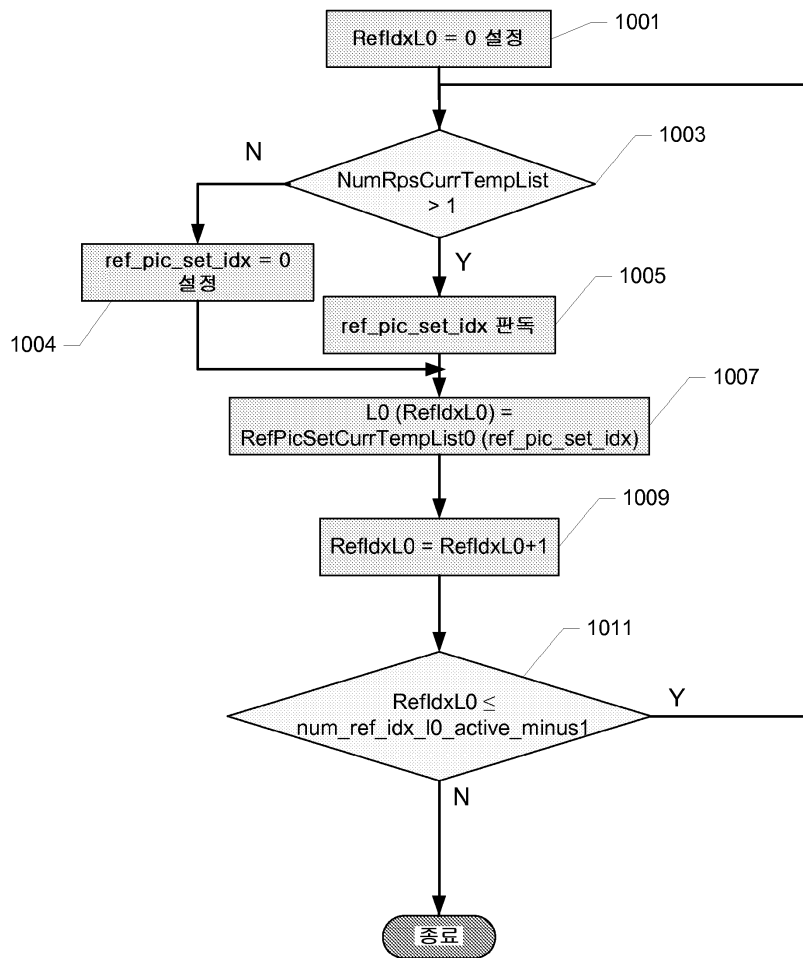 RefIdxL0 = 0 설정
1001
1003
N
NumRpsCurrTempList
> 1
ref_pic_set_idx = 0
설정
Y
1005
1004
ref_pic_set_idx 판독
1007
L0 (RefIdxL0) =
RefPicSetCurrTempList0 (ref_pic_set_idx)
1009
RefIdxL0 = RefIdxL0+1
1011
RefIdxL0 ≤
num_ref_idx_l0_active_minus1
Y
N
종료